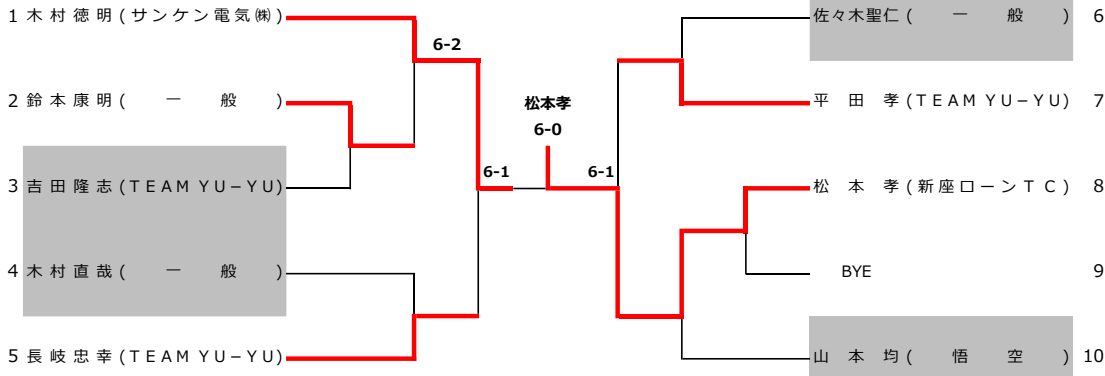 1 木村徳明(サンケン電気㈱)
2 鈴本康明(　一　般　)
3 吉田隆志(TEAM YU−YU)
4 木村直哉(　一　般　)
5 長岐忠幸(TEAM YU−YU)
6-2
6-1
松本孝
6-0
6-1
佐々木聖仁(　一　般　) 6
平田　孝(TEAM YU−YU) 7
松　本　孝(新座ローンTC) 8
BYE 9
山　本　均(　悟　空　) 10